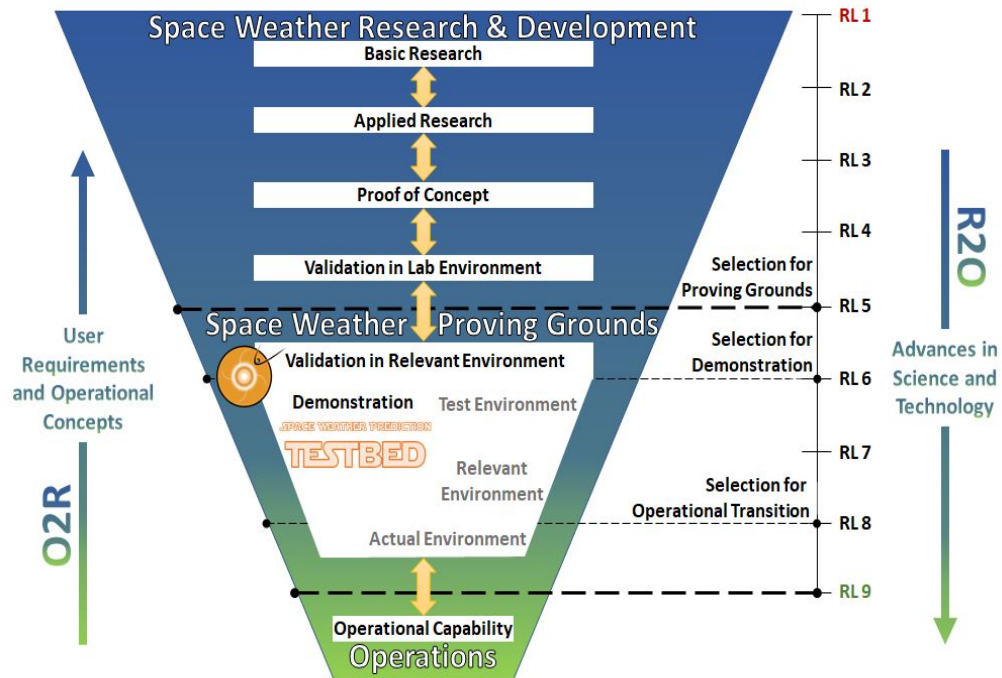 Space Weather Research & Development
Basic Research
Applied Research
Proof of Concept
Validation in Lab Environment
Space Weather Proving Grounds
Validation in Relevant Environment
Demonstration
SPACE WEATHER PREDICTION
TESTBED
Test Environment
Relevant
Environment
Actual Environment
Operational Capability
Operations
User
Requirements
and Operational
Concepts
O2R
RL 1
RL 2
RL 3
RL 4
Selection for
Proving Grounds
RL 5
Selection for
Demonstration
RL 6
RL 7
Selection for
Operational Transition
RL 8
RL 9
R2O
Advances in
Science and
Technology